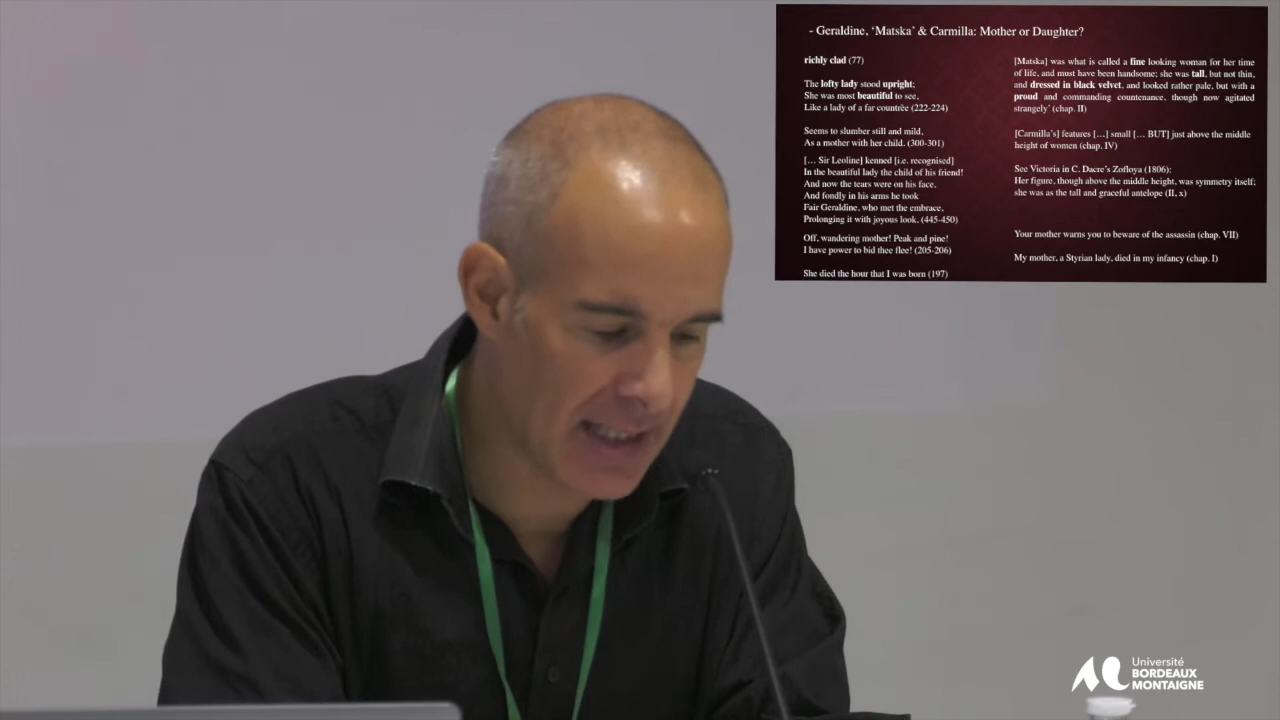 - Geraldine, ‘Matska’ & Carmilla: Mother or Daughter?
richly clad (77)
The lofty lady stood upright;
She was most beautiful to see,
Like a lady of a far countrèe (222-224)
Seems to slumber still and mild,
As a mother with her child. (300-301)
[… Sir Leoline] kenned [i.e. recognised]
In the beautiful lady the child of his friend!
And now the tears were on his face,
And fondly in his arms he took
Fair Geraldine, who met the embrace,
Prolonging it with joyous look. (445-450)
Off, wandering mother! Peak and pine!
I have power to bid thee flee! (205-206)
She died the hour that I was born (197)
[Matska] was what is called a fine looking woman for her time
of life, and must have been handsome; she was tall, but not thin,
and dressed in black velvet, and looked rather pale, but with a
proud and commanding countenance, though now agitated
strangely’ (chap. II)
[Carmilla’s] features […] small [… BUT] just above the middle
height of women (chap. IV)
See Victoria in C. Dacre’s Zofloya (1806):
Her figure, though above the middle height, was symmetry itself;
she was as the tall and graceful antelope (II, x)
Your mother warns you to beware of the assassin (chap. VII)
My mother, a Styrian lady, died in my infancy (chap. I)
Université
BORDEAUX
MONTAIGNE